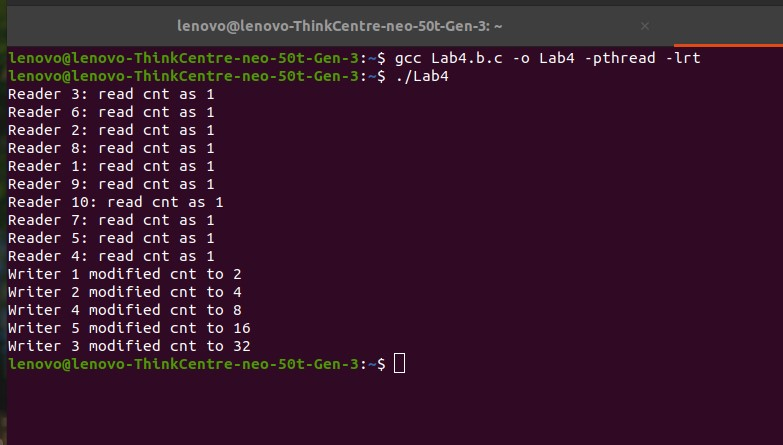 lenovo@lenovo-ThinkCentre-neo-50t-Gen-3: ~
lenovo@lenovo-ThinkCentre-neo-50t-Gen-3:~$ gcc Lab4.b.c -o Lab4 -pthread -lrt
lenovo@lenovo-ThinkCentre-neo-50t-Gen-3:~$ ./Lab4
Reader 3: read cnt as 1
Reader 6: read cnt as 1
Reader 2: read cnt as 1
Reader 8: read cnt as 1
Reader 1: read cnt as 1
Reader 9: read cnt as 1
Reader 10: read cnt as 1
Reader 7: read cnt as 1
Reader 5: read cnt as 1
Reader 4: read cnt as 1
Writer 1 modified cnt to 2
Writer 2 modified cnt to 4
Writer 4 modified cnt to 8
Writer 5 modified cnt to 16
Writer 3 modified cnt to 32
lenovo@lenovo-ThinkCentre-neo-50t-Gen-3:~$